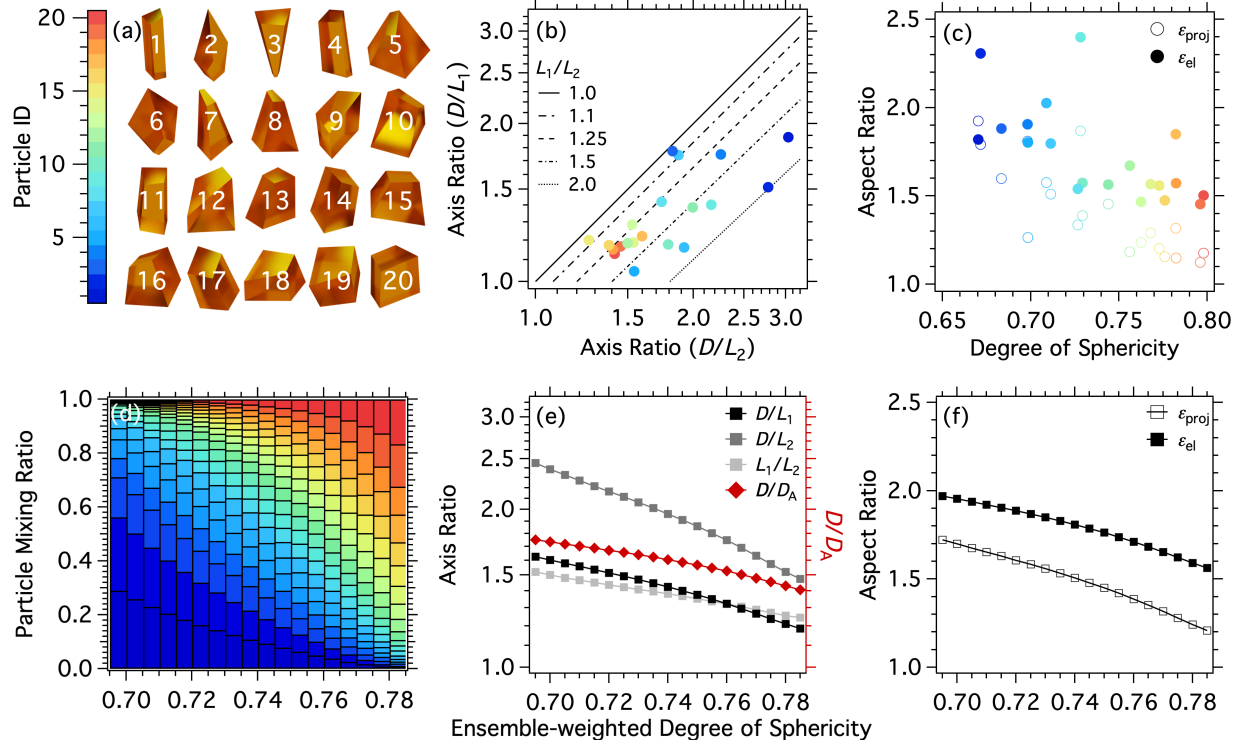 (a)
Particle ID
20
15
10
5
1 2 3 4 5
6 7 8 9 10
11 12 13 14 15
16 17 18 19 20
(b)
Axis Ratio (D/L1)
3.0
2.5
2.0
1.5
1.0
L1/L2
1.0
1.1
1.25
1.5
2.0
1.0 1.5 2.0 2.5 3.0
Axis Ratio (D/L2)
(c)
Aspect Ratio
2.5
2.0
1.5
1.0
εproj
εel
0.65 0.70 0.75 0.80
Degree of Sphericity
(d)
Particle Mixing Ratio
1.0
0.8
0.6
0.4
0.2
0.0
0.70 0.72 0.74 0.76 0.78
(e)
Axis Ratio
3.0
2.5
2.0
1.5
1.0
D/L1
D/L2
L1/L2
D/DA
D/DA
0.70 0.72 0.74 0.76 0.78
(f)
Aspect Ratio
2.5
2.0
1.5
1.0
εproj
εel
0.70 0.72 0.74 0.76 0.78
Ensemble-weighted Degree of Sphericity